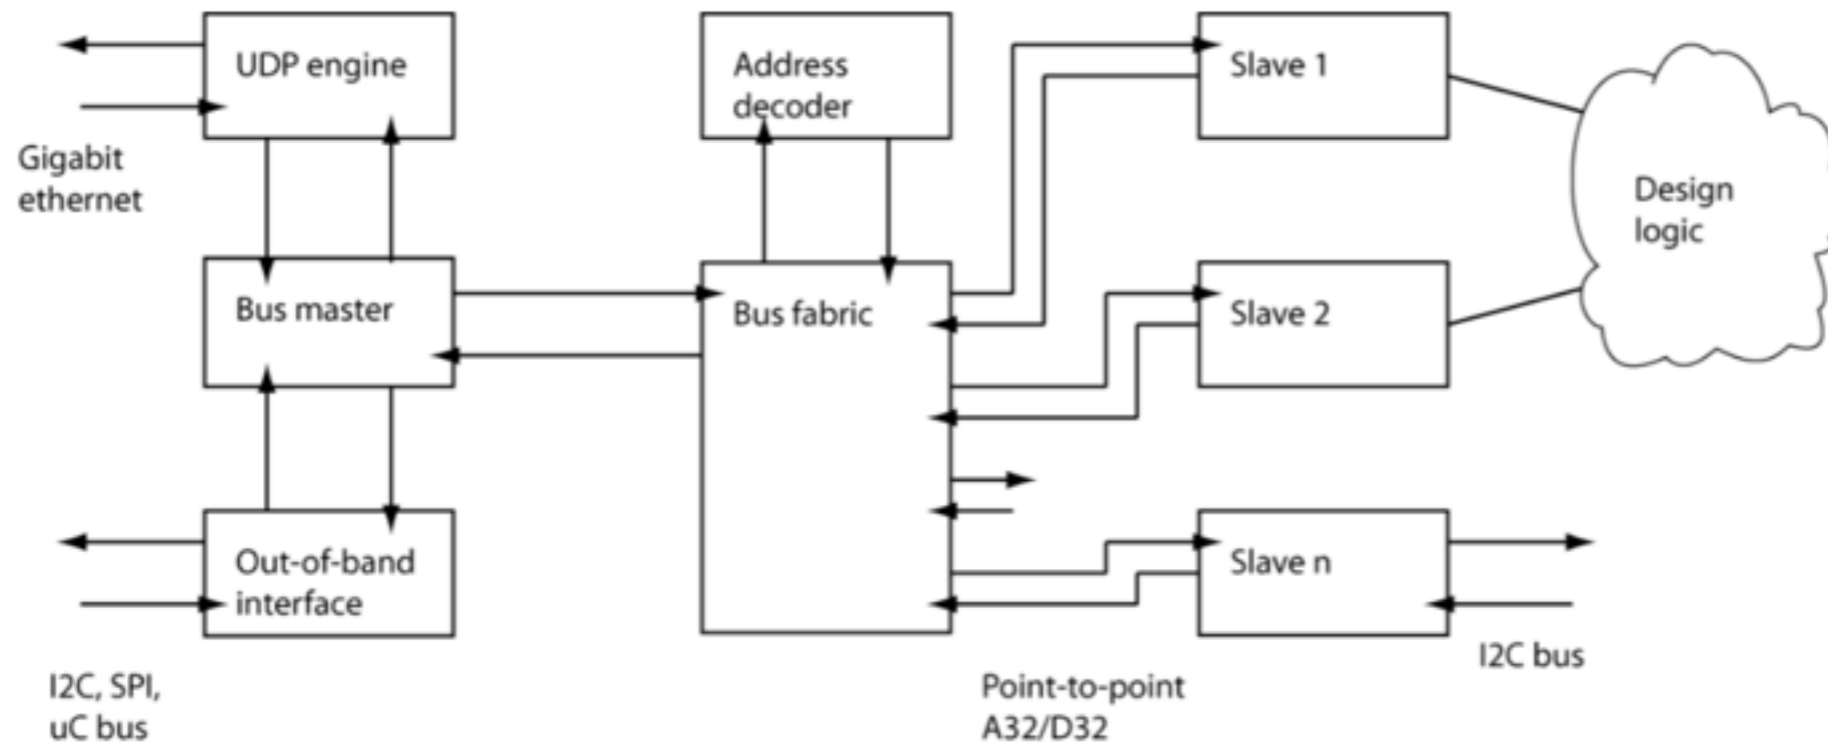 UDP engine
Address
decoder
Slave 1
Gigabit
ethernet
Design
logic
Bus master
Bus fabric
Slave 2
Out-of-band
interface
Slave n
I2C bus
I2C, SPI,
uC bus
Point-to-point
A32/D32